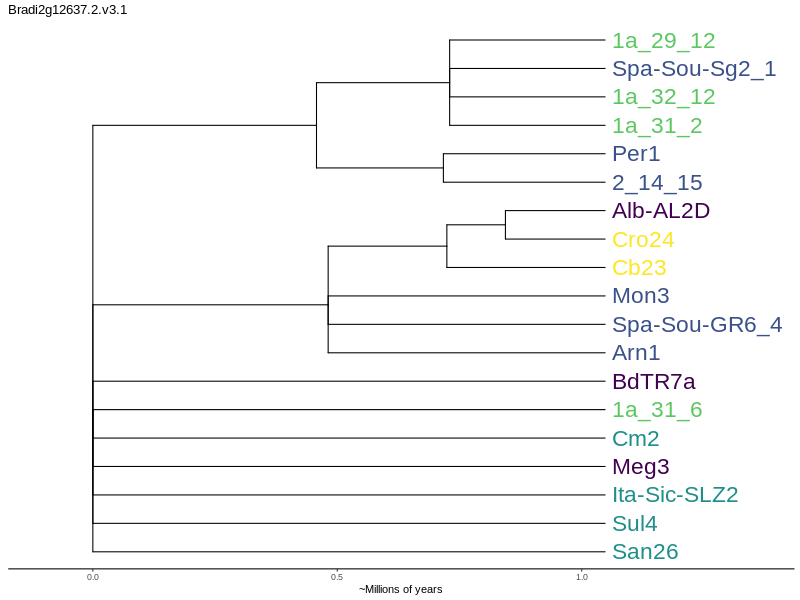 Bradi2g12637.2.v3.1
1a_29_12
Spa-Sou-Sg2_1
1a_32_12
1a_31_2
Per1
2_14_15
Alb-AL2D
Cro24
Cb23
Mon3
Spa-Sou-GR6_4
Arn1
BdTR7a
1a_31_6
Cm2
Meg3
Ita-Sic-SLZ2
Sul4
San26
0.0 0.5 1.0
~Millions of years